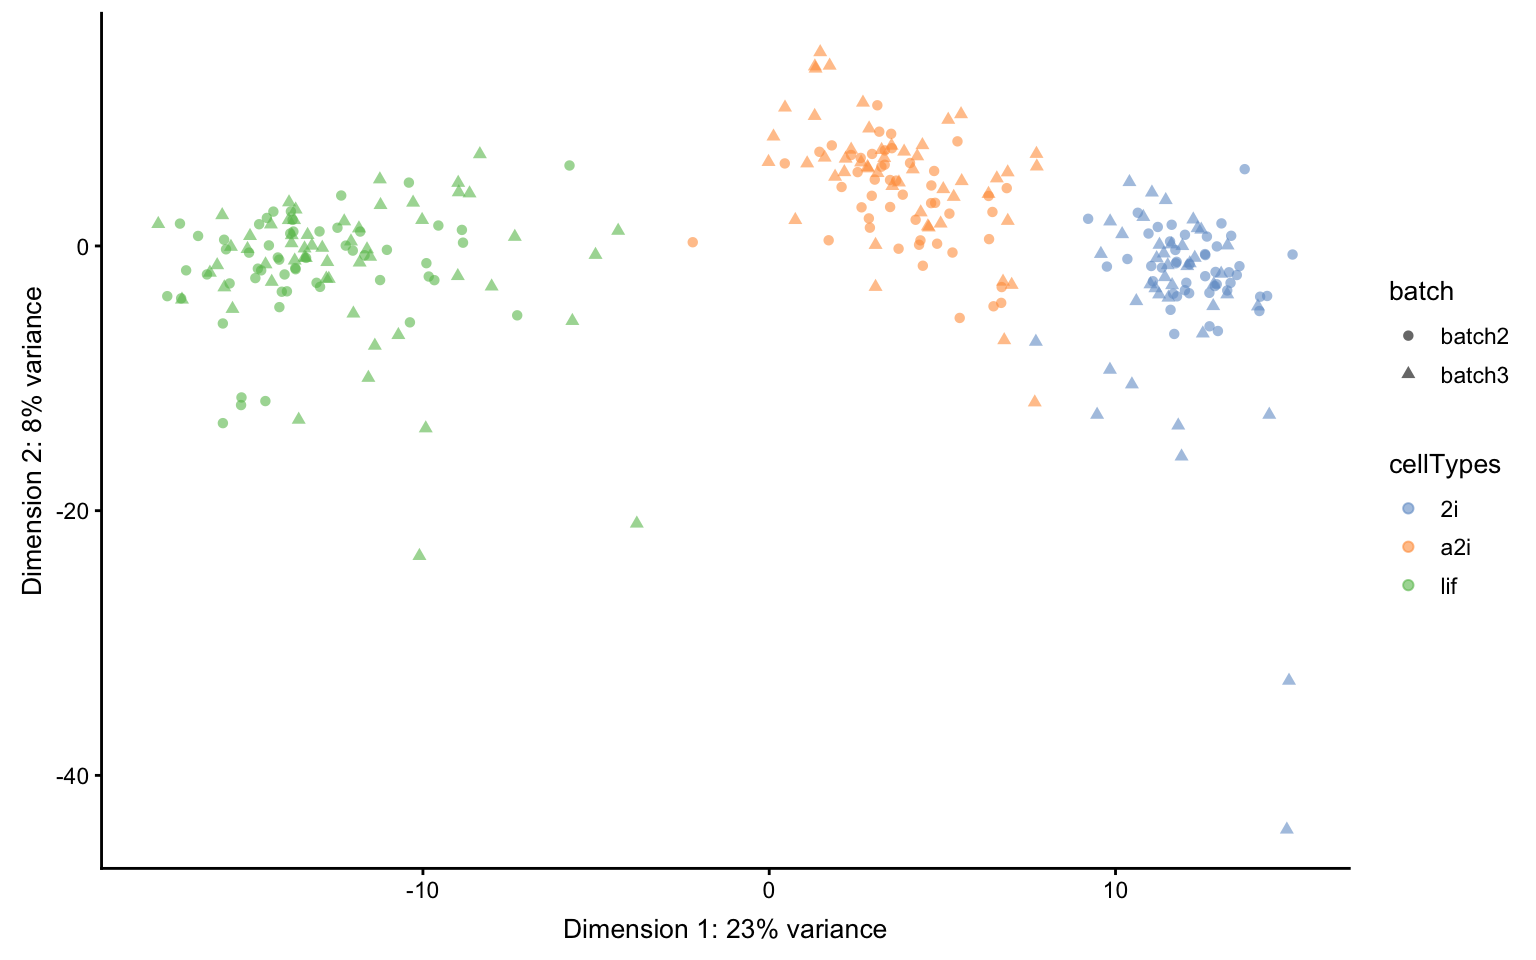 0
-20
-40
-10
0
10
Dimension 1: 23% variance
Dimension 2: 8% variance
batch
batch2
batch3
cellTypes
2i
a2i
lif